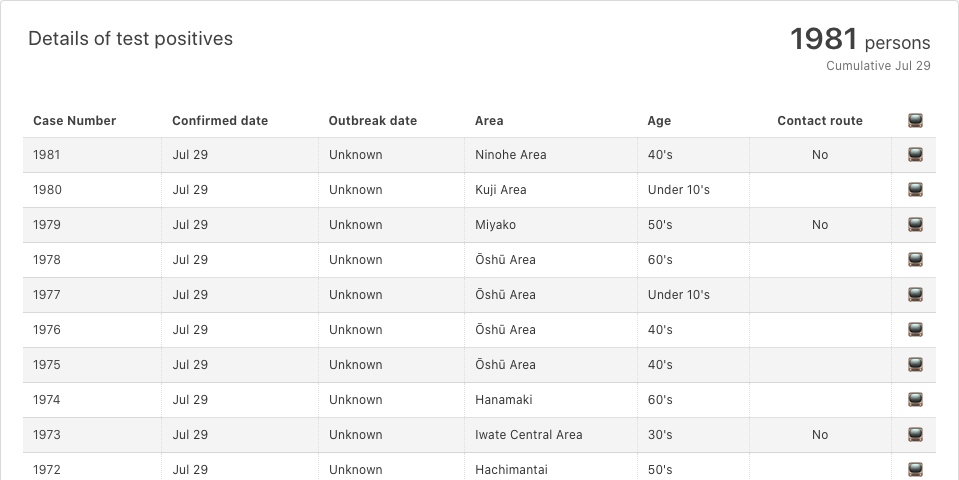 Details of test positives
1981 persons
Cumulative Jul 29
Case Number Confirmed date Outbreak date Area Age Contact route
1981 Jul 29 Unknown Ninohe Area 40's No
1980 Jul 29 Unknown Kuji Area Under 10's
1979 Jul 29 Unknown Miyako 50's No
1978 Jul 29 Unknown Ōshū Area 60's
1977 Jul 29 Unknown Ōshū Area Under 10's
1976 Jul 29 Unknown Ōshū Area 40's
1975 Jul 29 Unknown Ōshū Area 40's
1974 Jul 29 Unknown Hanamaki 60's
1973 Jul 29 Unknown Iwate Central Area 30's No
1972 Jul 29 Unknown Hachimantai 50's